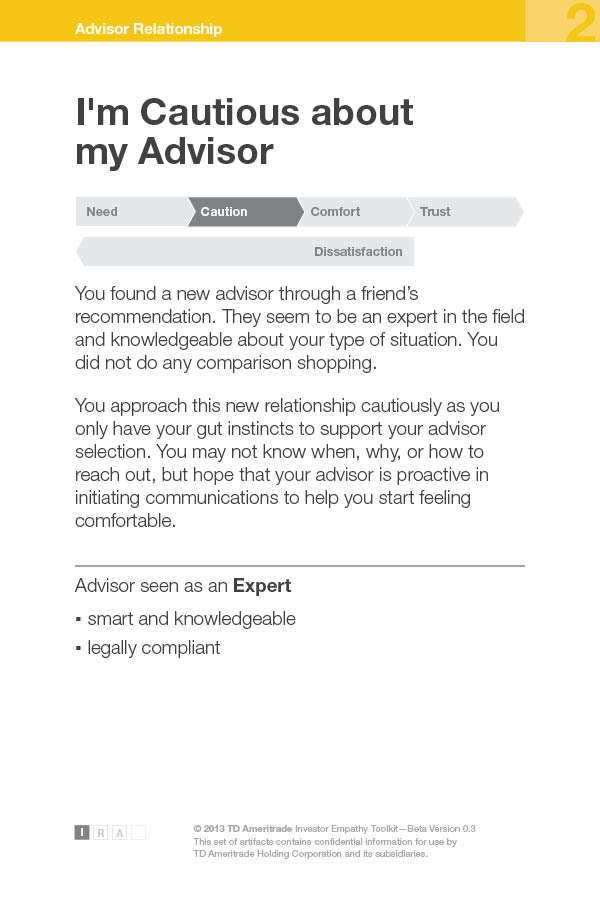 Advisor Relationship
2
I'm Cautious about
my Advisor
Need
Caution
Comfort
Trust
Dissatisfaction
You found a new advisor through a friend’s
recommendation. They seem to be an expert in the field
and knowledgeable about your type of situation. You
did not do any comparison shopping.
You approach this new relationship cautiously as you
only have your gut instincts to support your advisor
selection. You may not know when, why, or how to
reach out, but hope that your advisor is proactive in
initiating communications to help you start feeling
comfortable.
Advisor seen as an Expert
▪ smart and knowledgeable
▪ legally compliant
I R A
© 2013 TD Ameritrade Investor Empathy Toolkit—Beta Version 0.3
This set of artifacts contains confidential information for use by
TD Ameritrade Holding Corporation and its subsidiaries.